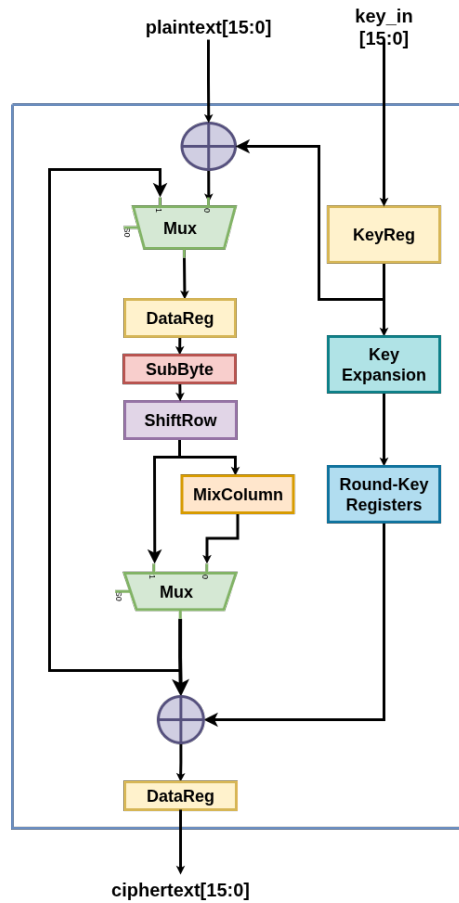 plaintext[15:0]
key_in
[15:0]
1
0
S0
Mux
KeyReg
DataReg
SubByte
Key
Expansion
ShiftRow
MixColumn
Round-Key
Registers
1
0
S0
Mux
DataReg
ciphertext[15:0]